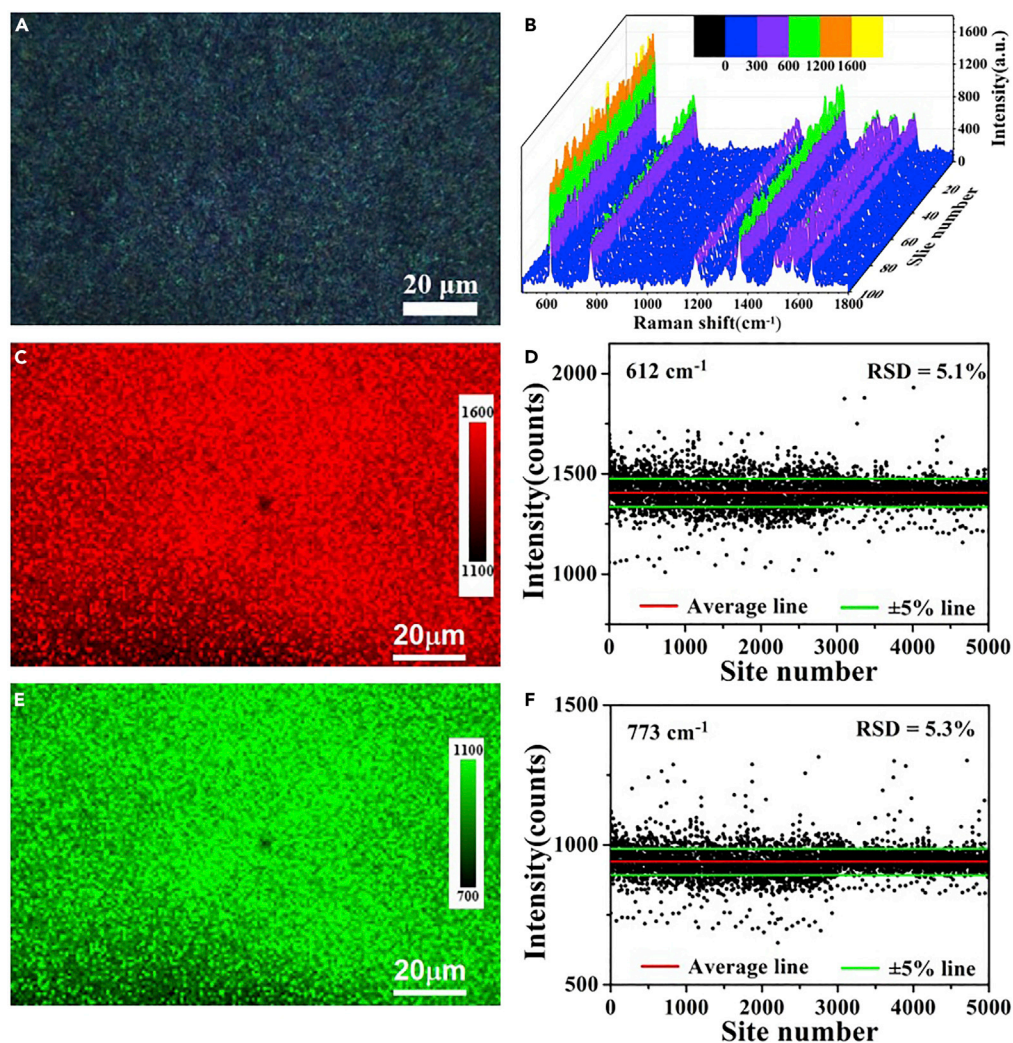 A
20 μm
B
0 300 600 1200 1600
1600
1200
800
400
0
Intensity(a.u.)
20
40
60
80
100
Slie number
600 800 1000 1200 1400 1600 1800
Raman shift(cm-1)
C
1600
1100
20μm
D
612 cm-1 RSD = 5.1%
2000
1500
1000
Intensity(counts)
Average line ±5% line
0 1000 2000 3000 4000 5000
Site number
E
1100
700
20μm
F
773 cm-1 RSD = 5.3%
1500
1000
500
Intensity(counts)
Average line ±5% line
0 1000 2000 3000 4000 5000
Site number